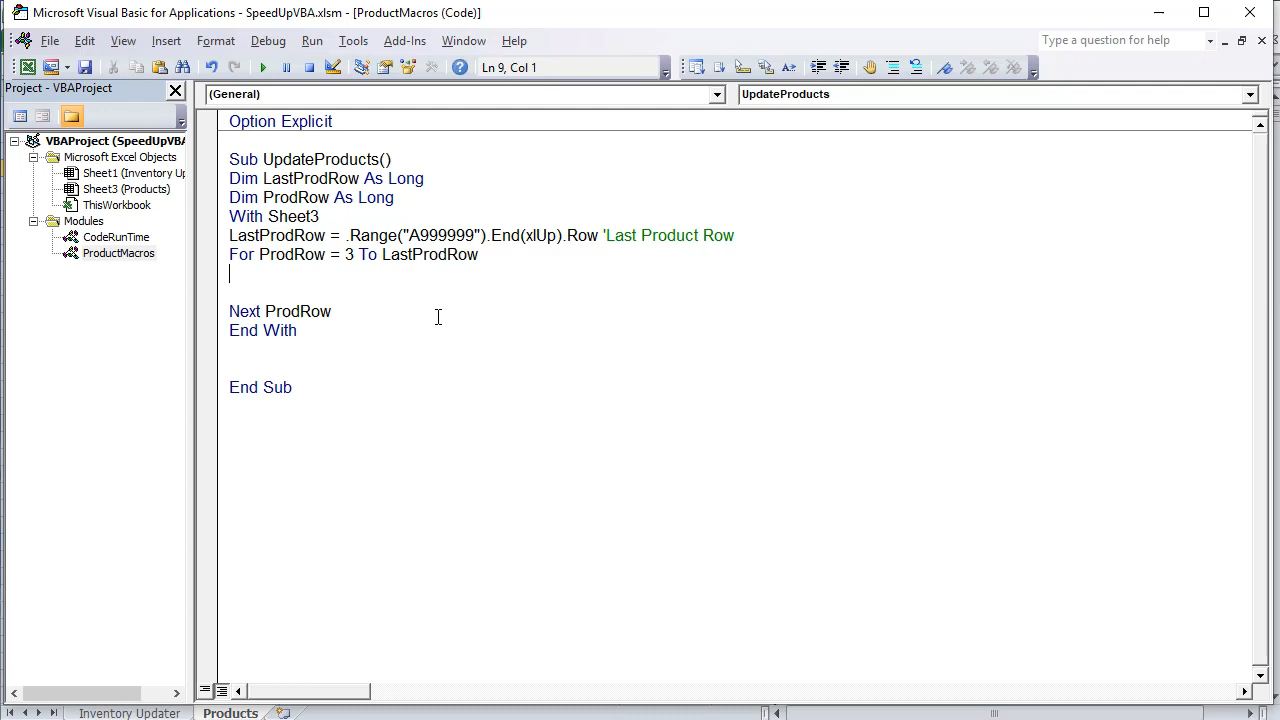 Microsoft Visual Basic for Applications - SpeedUpVBA.xlsm - [ProductMacros (Code)]
File Edit View Insert Format Debug Run Tools Add-Ins Window Help
Type a question for help
Ln 9, Col 1
Project - VBAProject
(General)
UpdateProducts
VBAProject (SpeedUpVBA
Microsoft Excel Objects
Sheet1 (Inventory Up
Sheet3 (Products)
ThisWorkbook
Modules
CodeRunTime
ProductMacros
Option Explicit
Sub UpdateProducts()
Dim LastProdRow As Long
Dim ProdRow As Long
With Sheet3
LastProdRow = .Range("A999999").End(xlUp).Row 'Last Product Row
For ProdRow = 3 To LastProdRow
Next ProdRow
End With
End Sub
Inventory Updater
Products